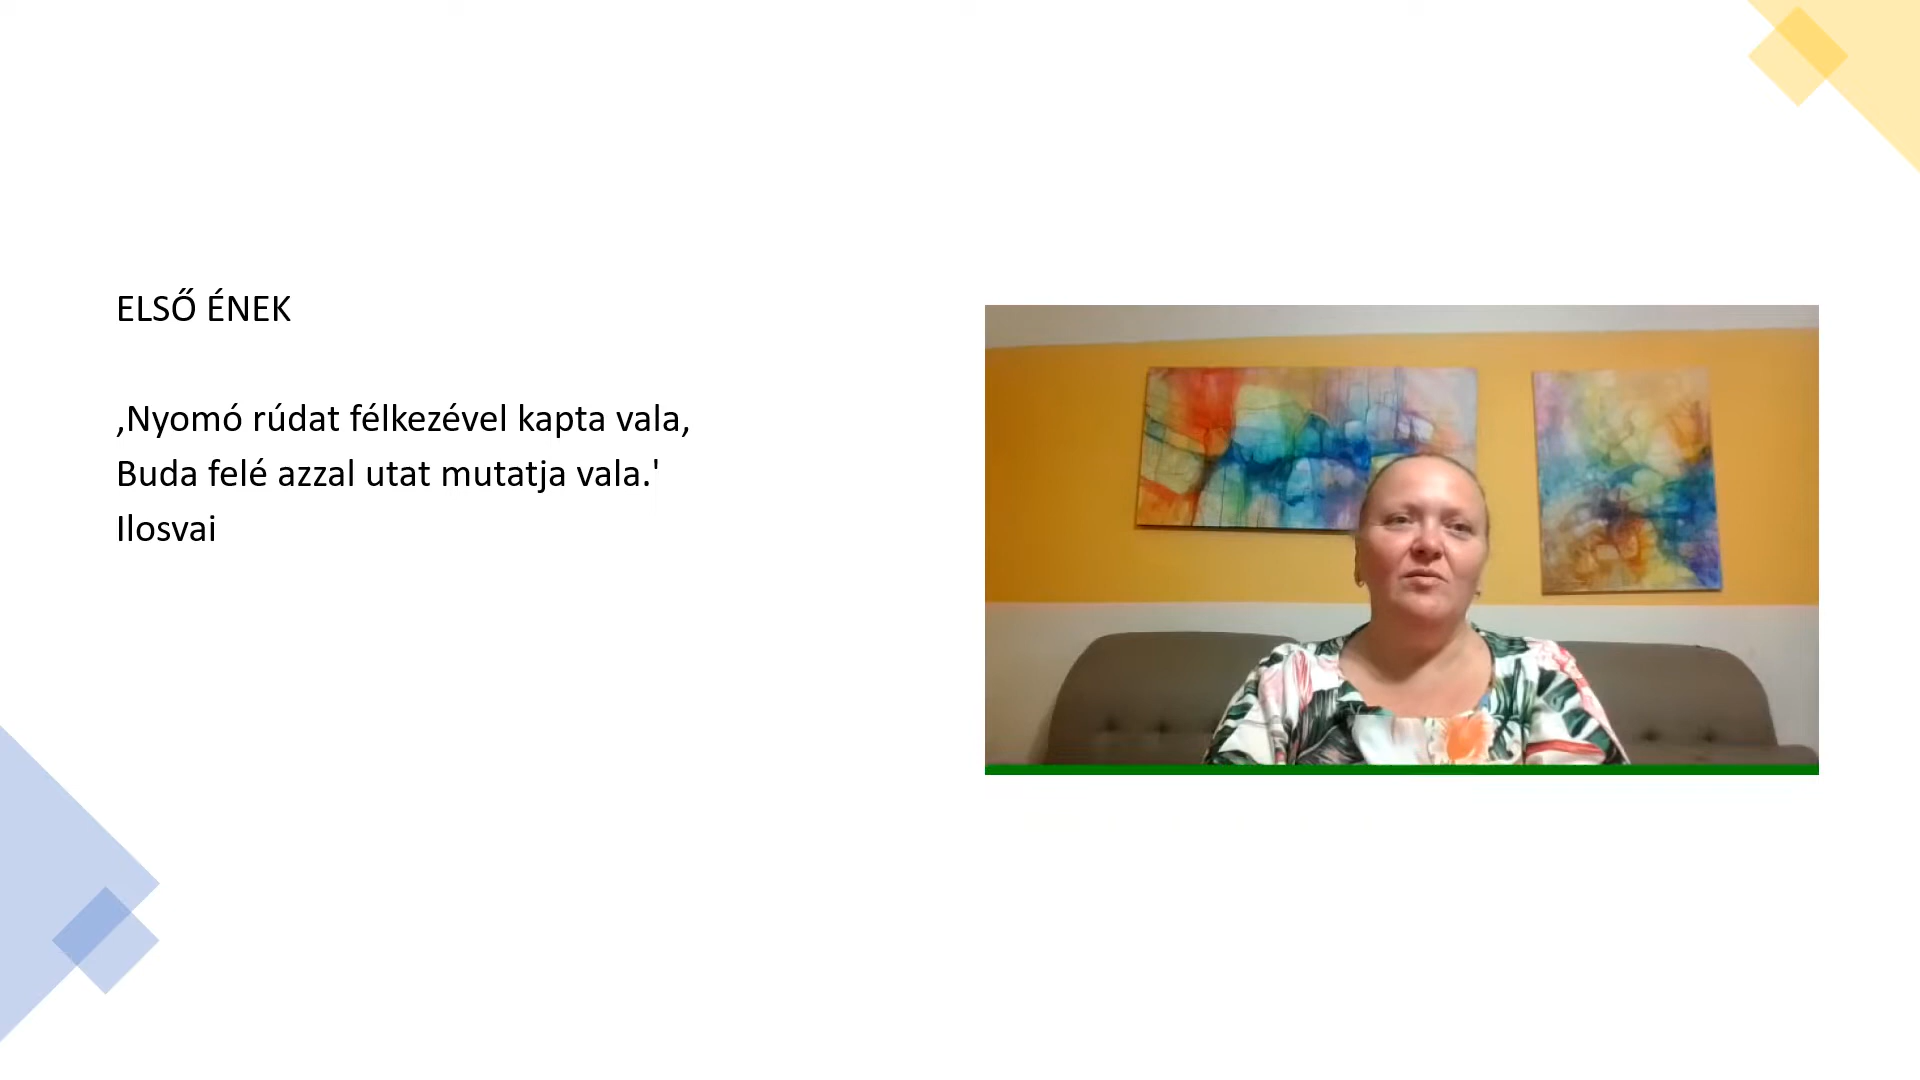 ELSŐ ÉNEK
‚Nyomó rúdat félkezével kapta vala,
Buda felé azzal utat mutatja vala.'
Ilosvai